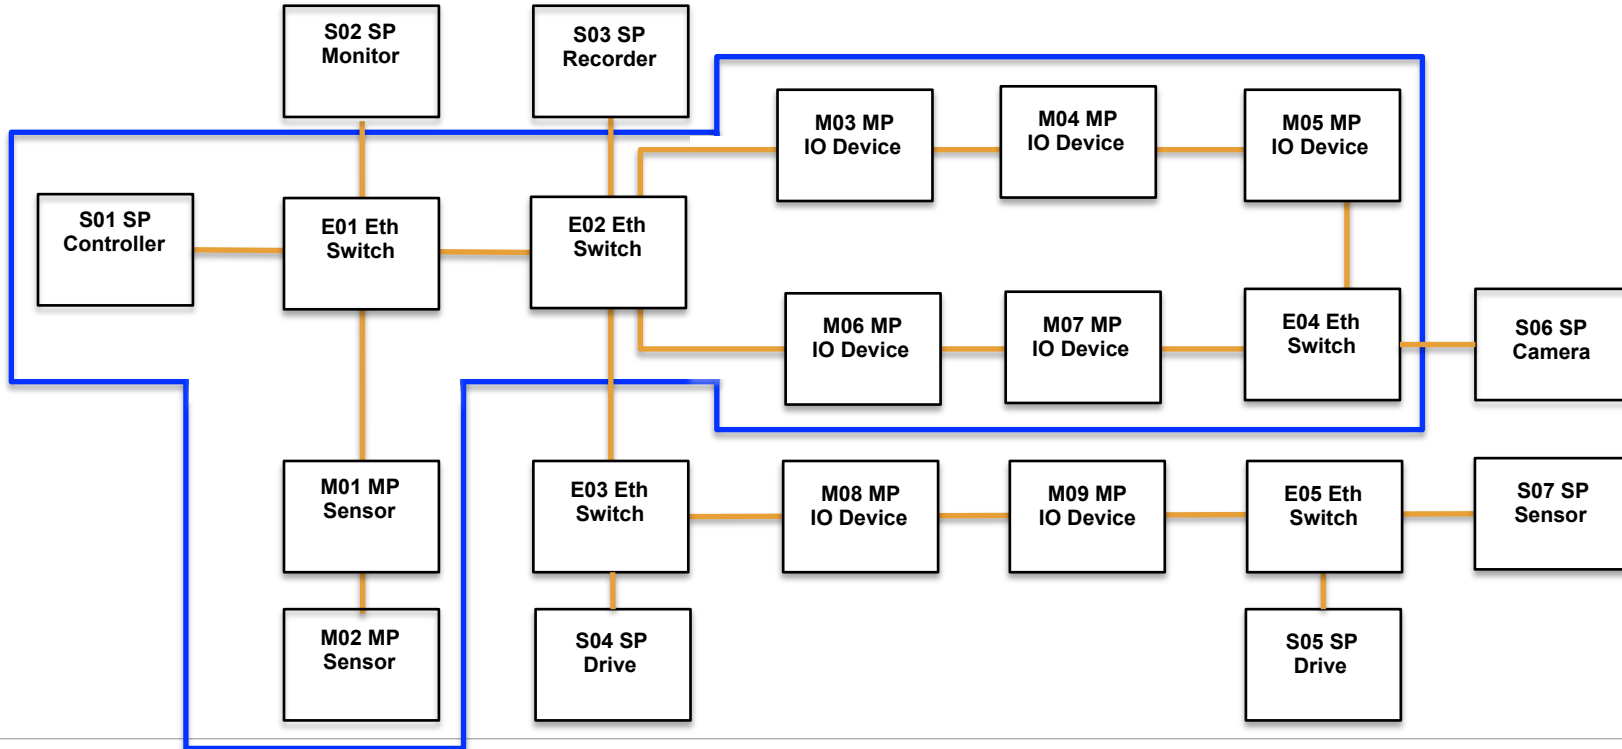 S02 SP
Monitor
S03 SP
Recorder
M03 MP
IO Device
M04 MP
IO Device
M05 MP
IO Device
S01 SP
Controller
E01 Eth
Switch
E02 Eth
Switch
M06 MP
IO Device
M07 MP
IO Device
E04 Eth
Switch
S06 SP
Camera
M01 MP
Sensor
E03 Eth
Switch
M08 MP
IO Device
M09 MP
IO Device
E05 Eth
Switch
S07 SP
Sensor
M02 MP
Sensor
S04 SP
Drive
S05 SP
Drive